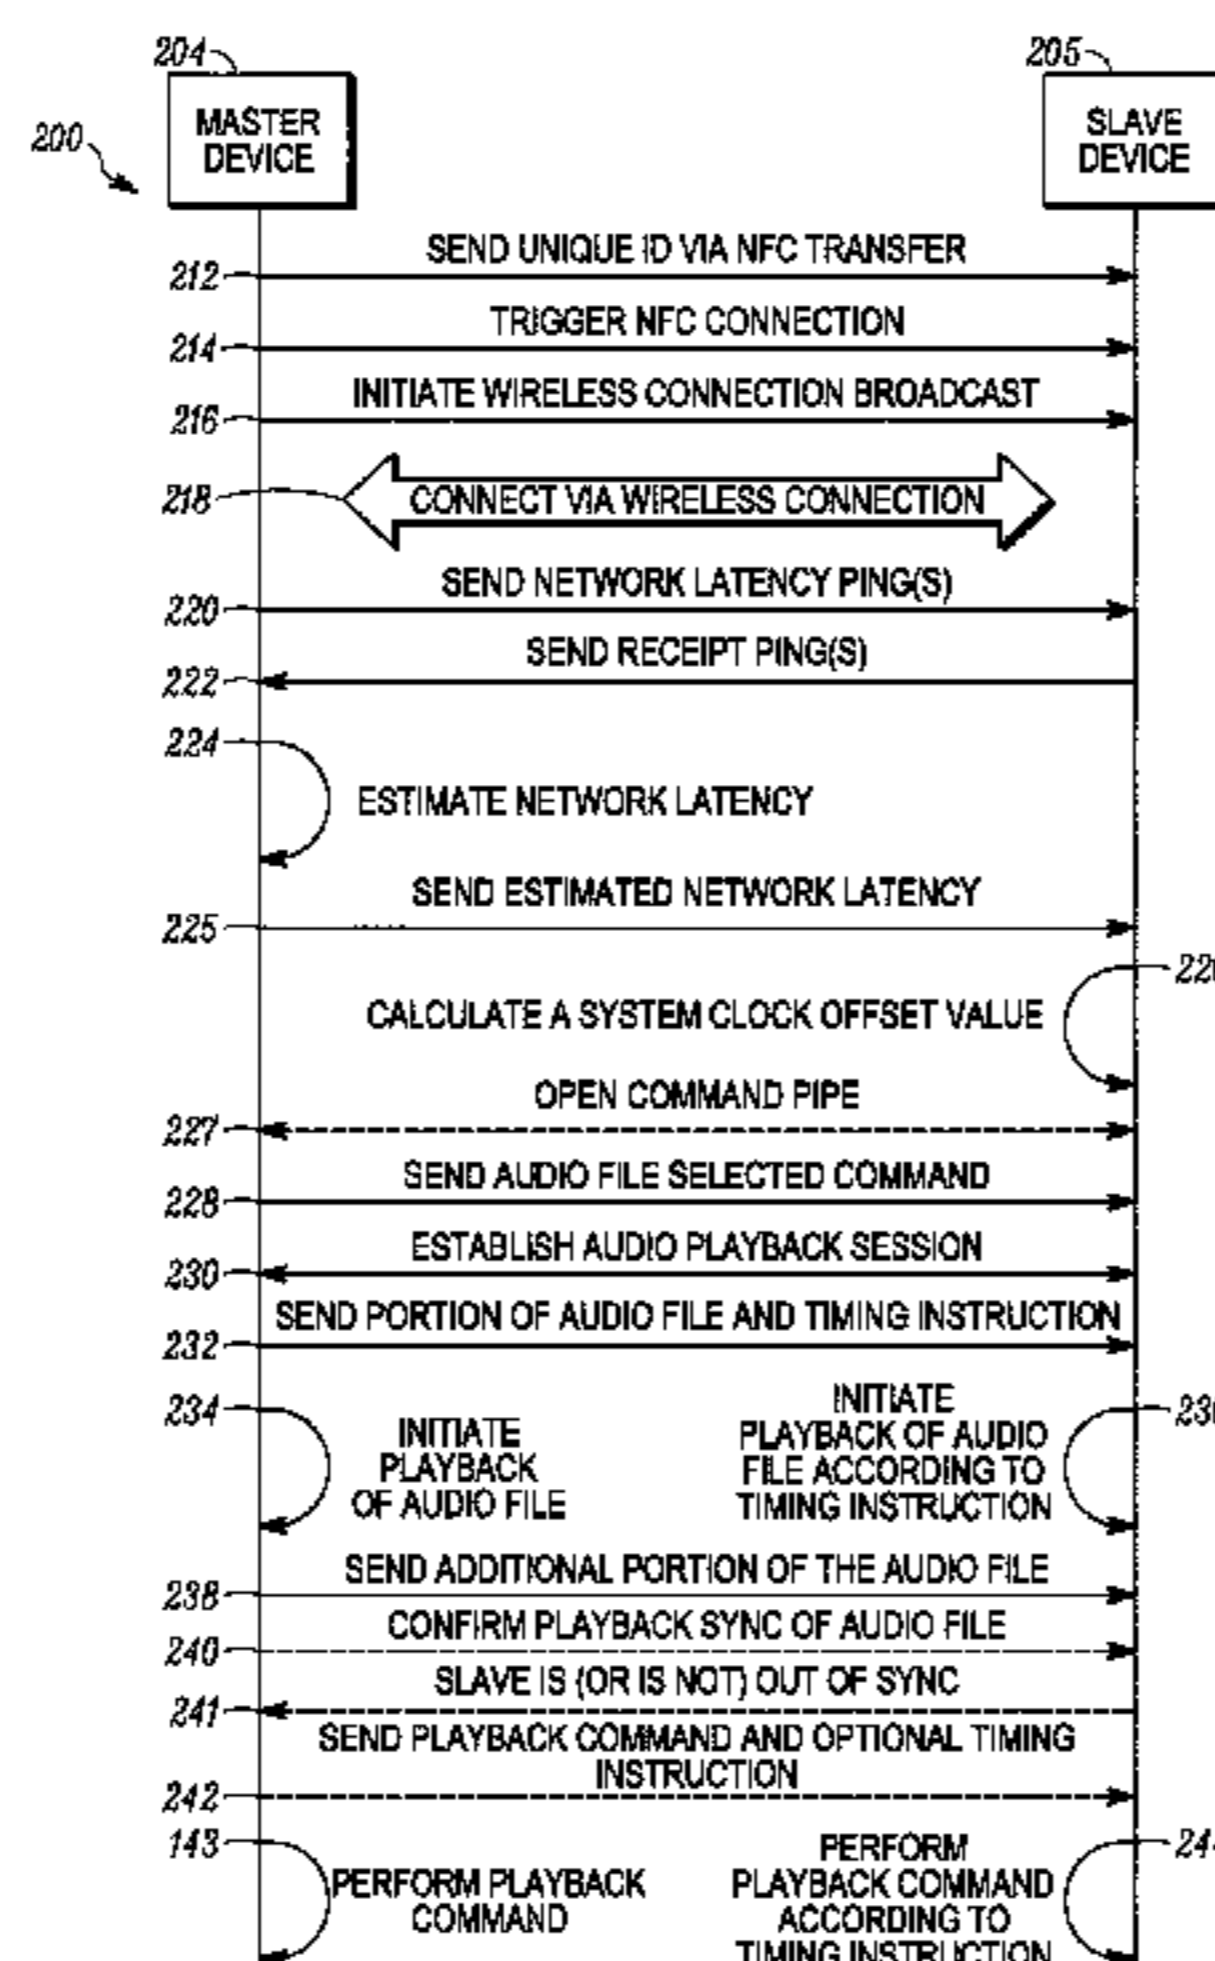 204
205
200
MASTER
DEVICE
SLAVE
DEVICE
SEND UNIQUE ID VIA NFC TRANSFER
212
TRIGGER NFC CONNECTION
214
INITIATE WIRELESS CONNECTION BROADCAST
216
218
CONNECT VIA WIRELESS CONNECTION
SEND NETWORK LATENCY PING(S)
220
SEND RECEIPT PING(S)
222
224
ESTIMATE NETWORK LATENCY
SEND ESTIMATED NETWORK LATENCY
225
CALCULATE A SYSTEM CLOCK OFFSET VALUE
OPEN COMMAND PIPE
227
SEND AUDIO FILE SELECTED COMMAND
228
ESTABLISH AUDIO PLAYBACK SESSION
230
SEND PORTION OF AUDIO FILE AND TIMING INSTRUCTION
232
234
INITIATE
PLAYBACK
OF AUDIO FILE
INITIATE
PLAYBACK OF AUDIO
FILE ACCORDING TO
TIMING INSTRUCTION
SEND ADDITIONAL PORTION OF THE AUDIO FILE
238
CONFIRM PLAYBACK SYNC OF AUDIO FILE
240
SLAVE IS (OR IS NOT) OUT OF SYNC
241
SEND PLAYBACK COMMAND AND OPTIONAL TIMING
INSTRUCTION
242
143
PERFORM PLAYBACK
COMMAND
PERFORM
PLAYBACK COMMAND
ACCORDING TO
TIMING INSTRUCTION